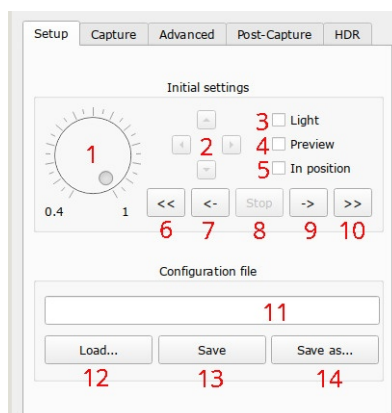 Setup Capture Advanced Post-Capture HDR
Initial settings
3 Light
1 2 4 Preview
5 In position
0.4 1 << <- Stop -> >>
6 7 8 9 10
Configuration file
11
Load... Save Save as...
12 13 14